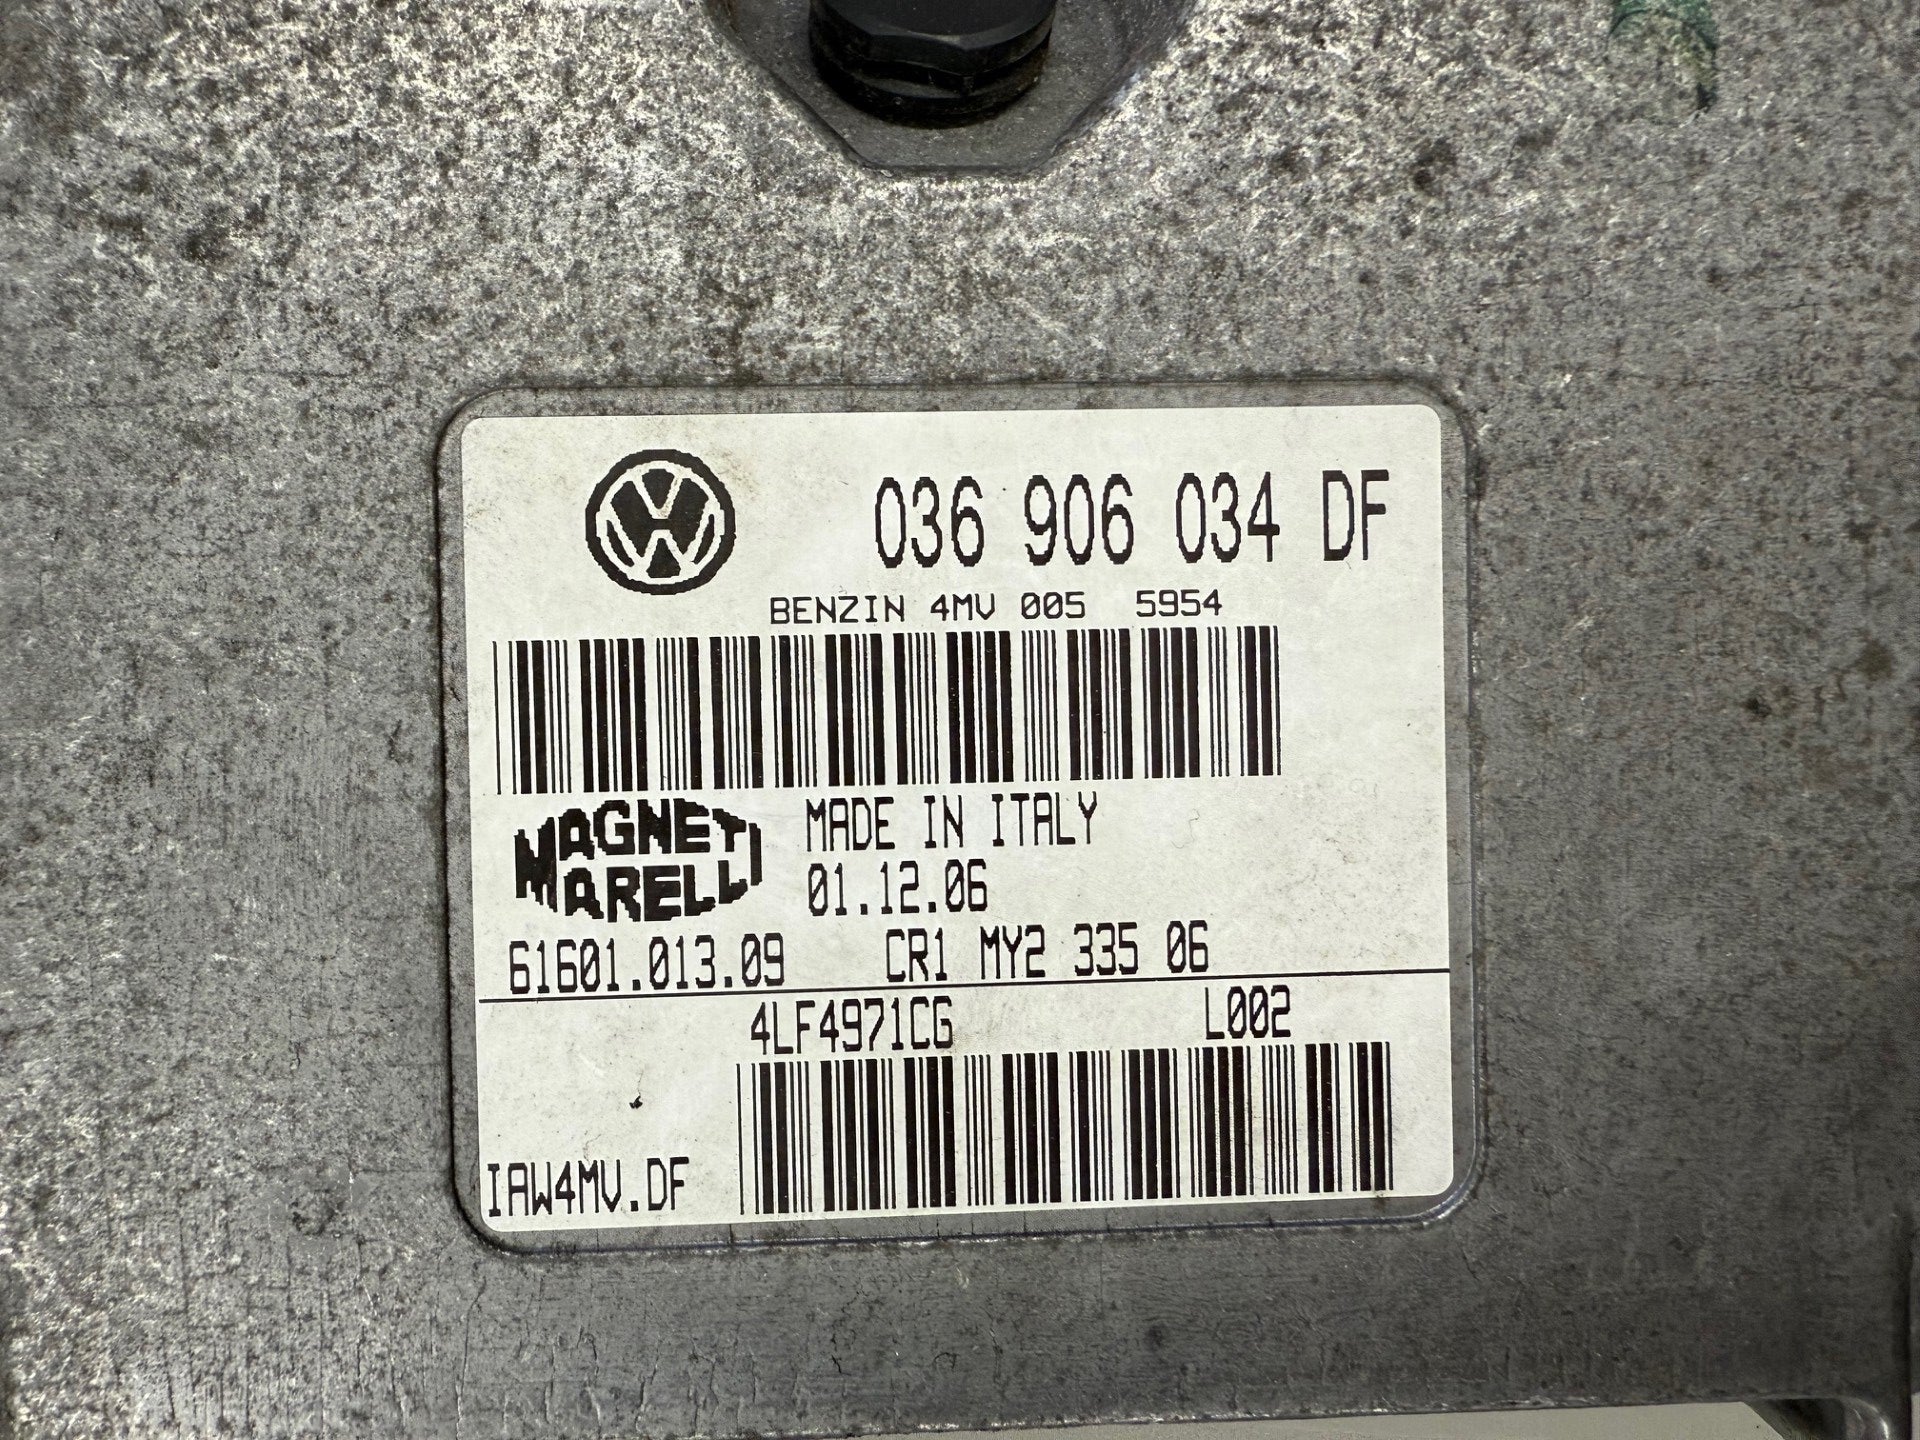 036 906 034 DF
BENZIN 4MV 005 5954
MAGNETI MARELLI
MADE IN ITALY
01.12.06
61601.013.09 CR1 MY2 335 06
4LF4971CG L002
IAW4MV.DF